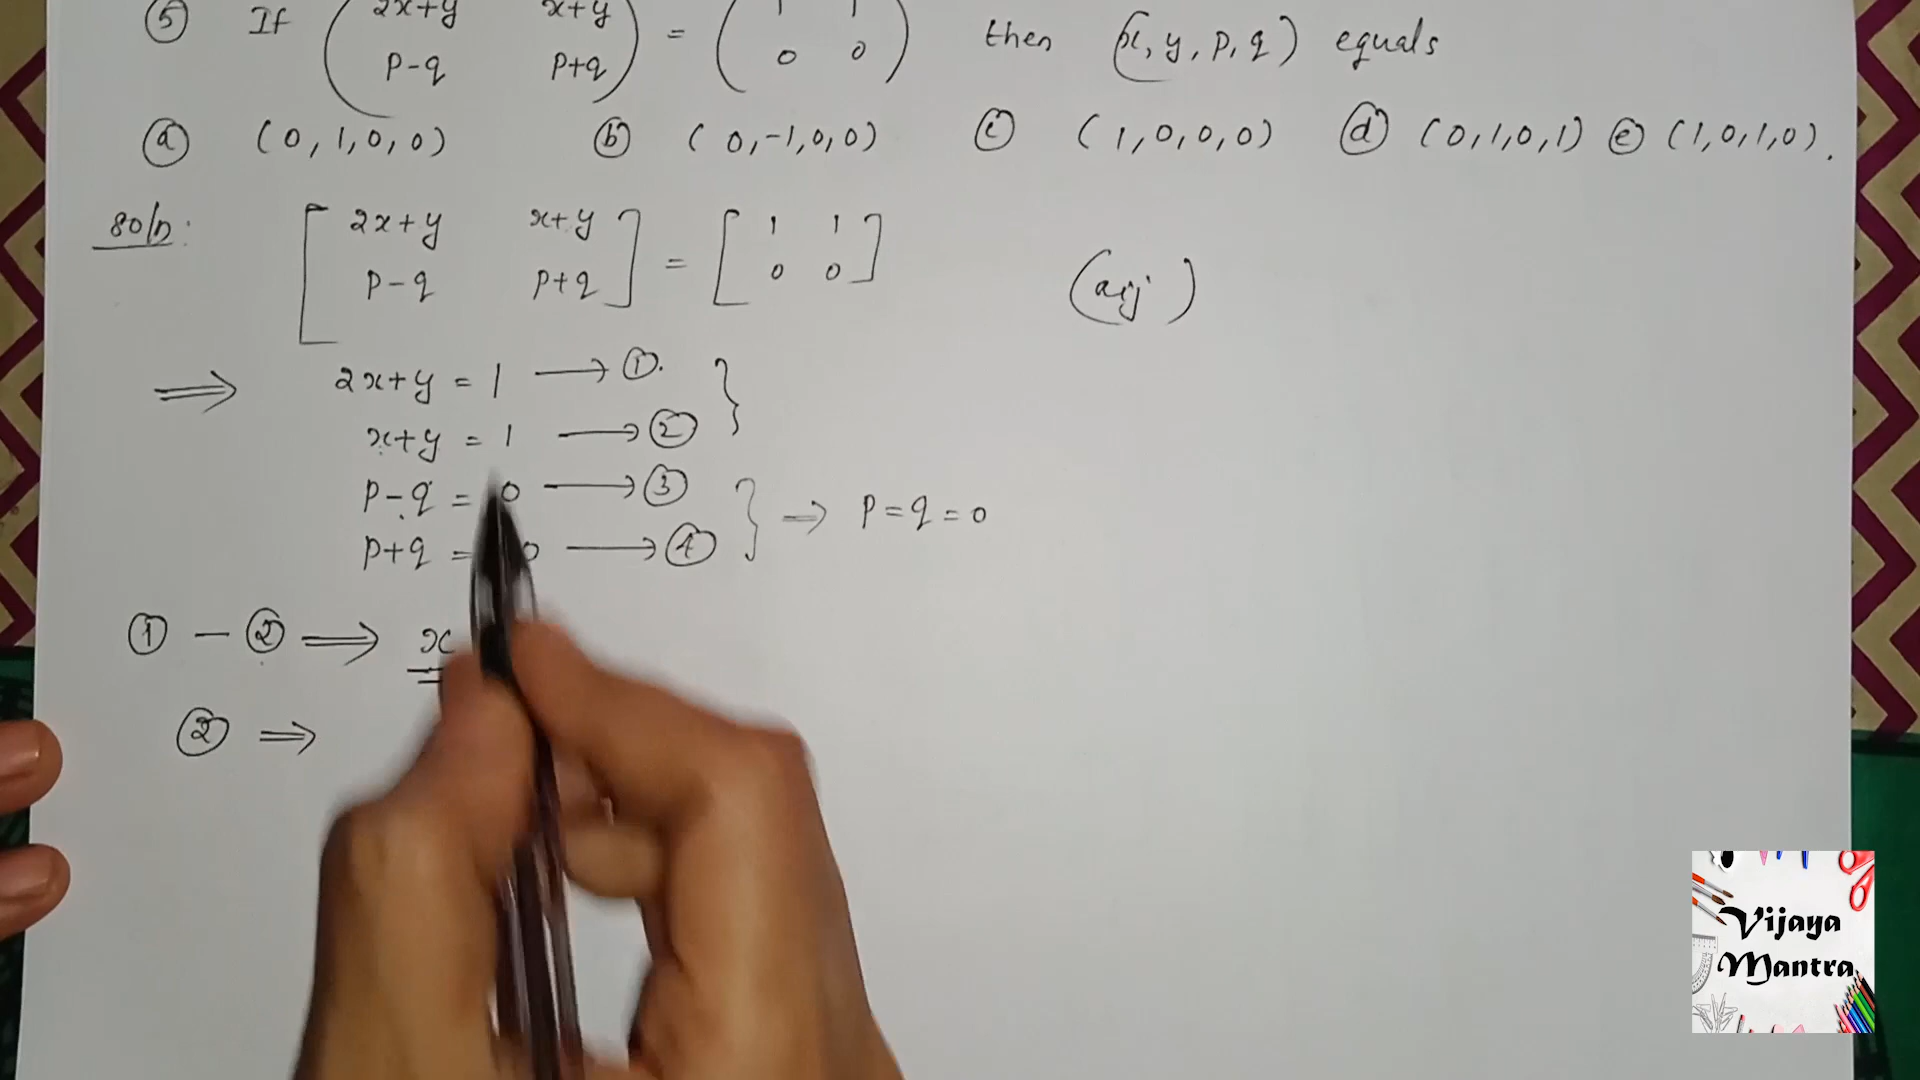 ⑤ If ( 2x+y x+y ) = ( 1 1 ) then (x, y, p, q) equals
p-q p+q 0 0
ⓐ (0, 1, 0, 0) ⓑ (0, -1, 0, 0) ⓒ (1, 0, 0, 0) ⓓ (0, 1, 0, 1) ⓔ (1, 0, 1, 0).
soln: [ 2x+y x+y ] = [ 1 1 ]
p-q p+q 0 0
(aij)
⟹ 2x+y = 1 ⟶ ①. }
x+y = 1 ⟶ ②
p-q = 0 ⟶ ③ } ⟹ p=q=0
p+q = 0 ⟶ ④
① - ② ⟹ x
② ⟹
Vijaya
Mantra